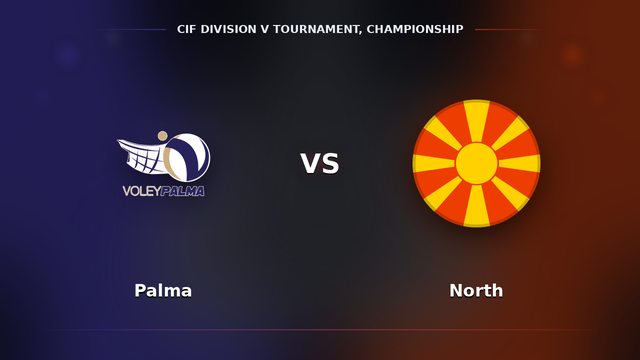 CIF DIVISION V TOURNAMENT, CHAMPIONSHIP
VS
VOLEYPALMA
Palma
North